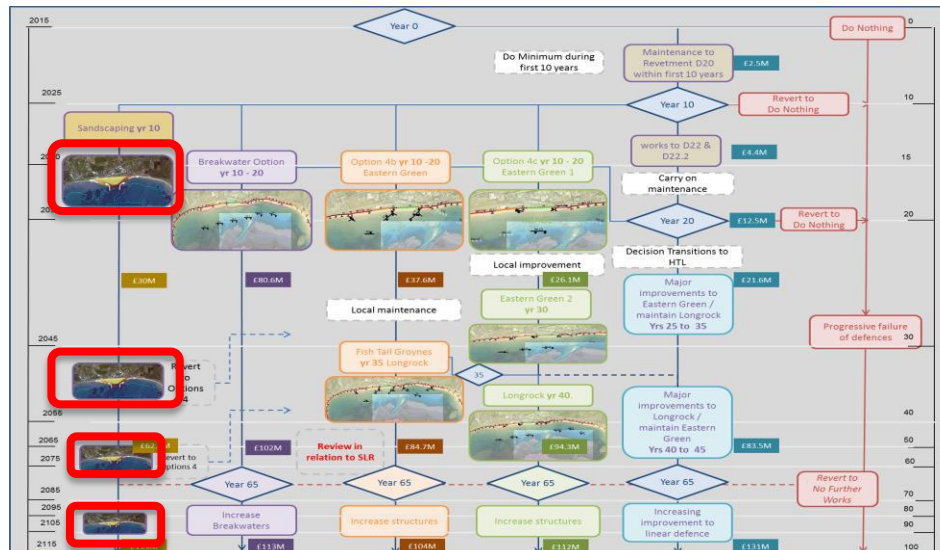 2015
Year 0
Do Nothing
0
Do Minimum during
first 10 years
Maintenance to
Revetment D20
within first 10 years
£2.5M
2025
Year 10
Revert to
Do Nothing
10
Sandscaping yr 10
works to D22 &
D22.2
£4.4M
Breakwater Option
yr 10 - 20
Option 4b yr 10 -20
Eastern Green
Option 4c yr 10 - 20
Eastern Green 1
15
Carry on
maintenance
Year 20
£12.5M
Revert to
Do Nothing
20
Local improvement
Decision Transitions to
HTL
£30M
£80.6M
£37.6M
£26.1M
£21.6M
Eastern Green 2
yr 30
Major
improvements to
Eastern Green /
maintain Longrock
Yrs 25 to 35
Local maintenance
Progressive failure
of defences
2045
30
Fish Tail Groynes
yr 35 Longrock
35
Revert
to
Options
4
Longrock yr 40
Major
improvements to
Longrock /
maintain Eastern
Green
Yrs 40 to 45
2055
40
2065
£102M
Review in
relation to SLR
£84.7M
£94.3M
£83.5M
50
Revert to
options 4
2075
60
Year 65
Year 65
Year 65
Year 65
Revert to
No Further
Works
2085
70
2095
80
Increase
Breakwaters
Increase structures
Increase structures
Increasing
improvement to
linear defence
2105
90
2115
£113M
£104M
£112M
£131M
100